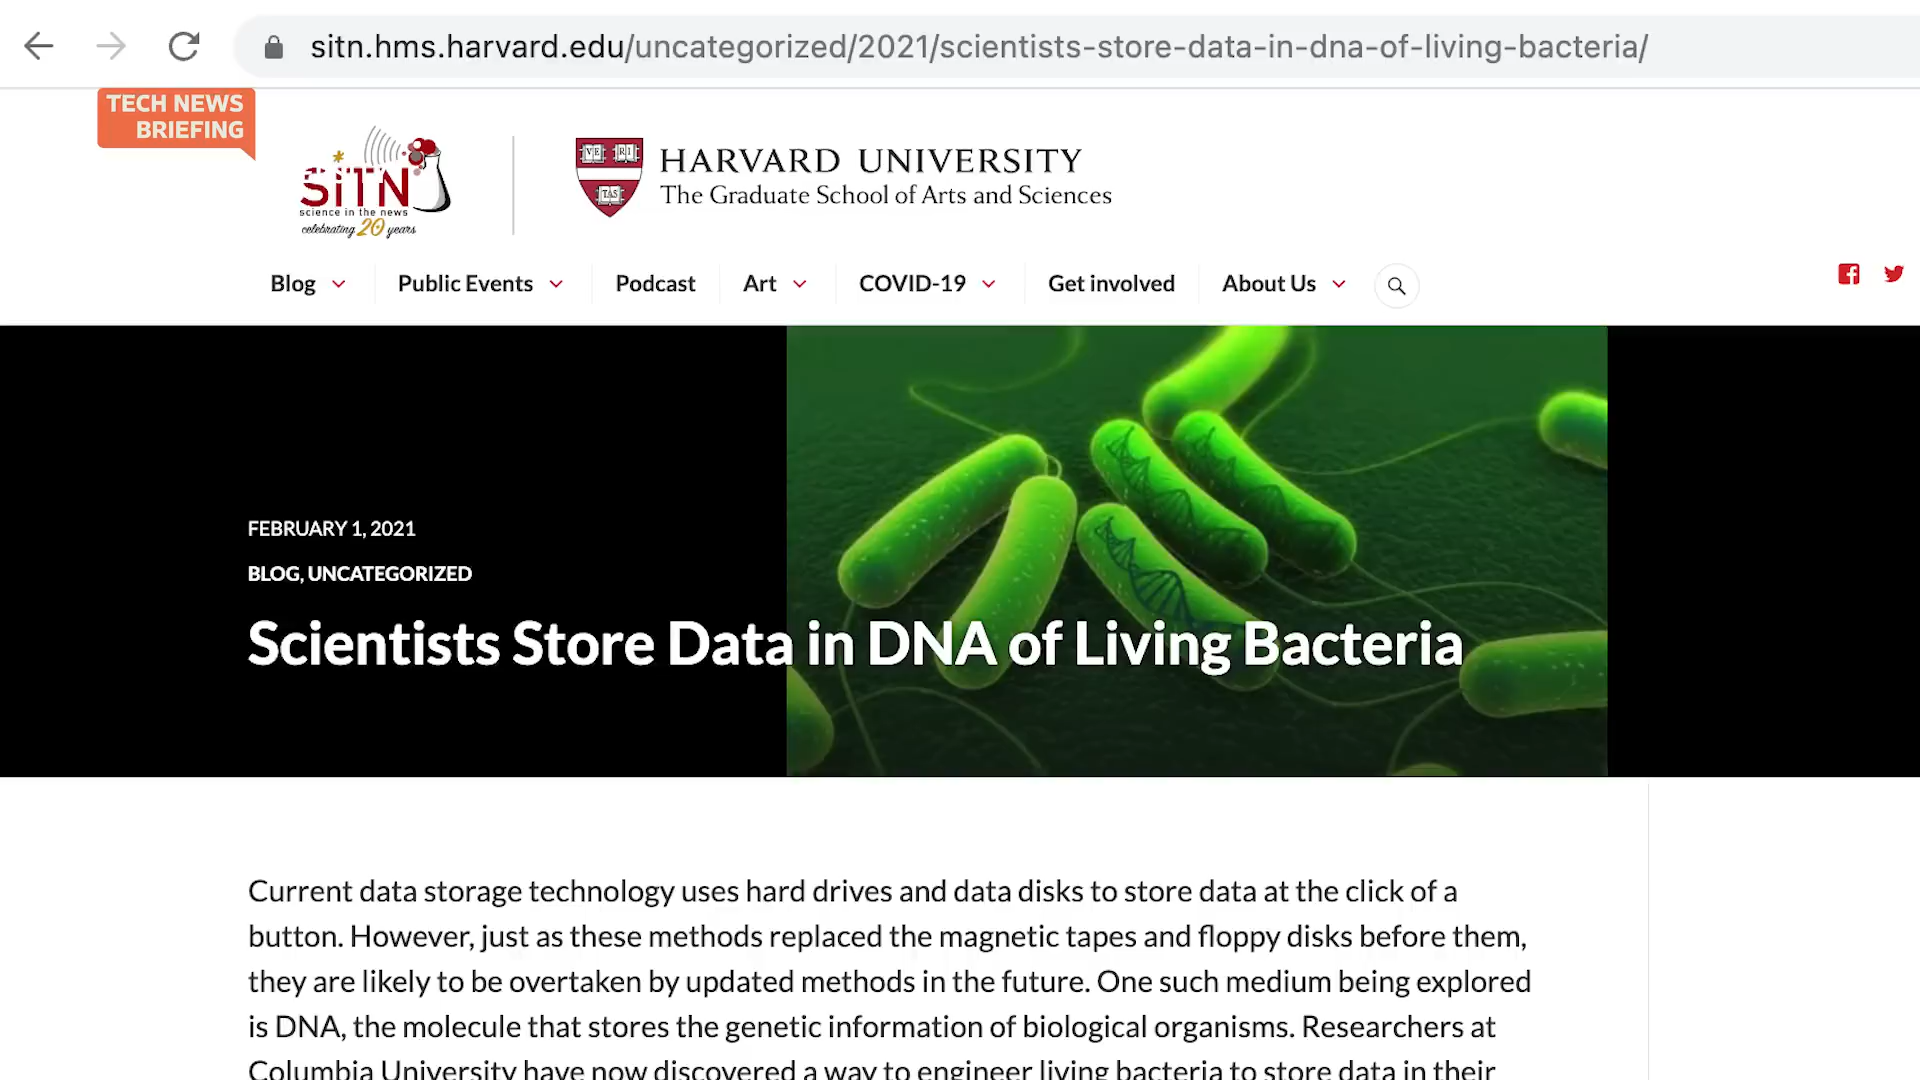 sitn.hms.harvard.edu/uncategorized/2021/scientists-store-data-in-dna-of-living-bacteria/
TECH NEWS
BRIEFING
SiTN
science in the news
celebrating 20 years
VE RI
TAS
HARVARD UNIVERSITY
The Graduate School of Arts and Sciences
Blog Public Events Podcast Art COVID-19 Get involved About Us
FEBRUARY 1, 2021
BLOG, UNCATEGORIZED
Scientists Store Data in DNA of Living Bacteria
Current data storage technology uses hard drives and data disks to store data at the click of a
button. However, just as these methods replaced the magnetic tapes and floppy disks before them,
they are likely to be overtaken by updated methods in the future. One such medium being explored
is DNA, the molecule that stores the genetic information of biological organisms. Researchers at
Columbia University have now discovered a way to engineer living bacteria to store data in their